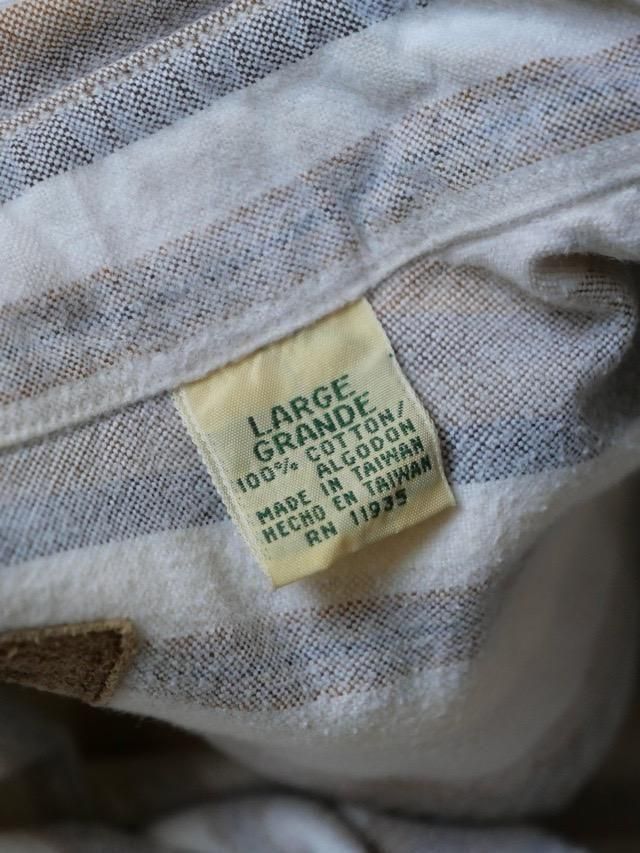 LARGE
GRANDE
100% COTTON/
ALGODON
MADE IN TAIWAN
HECHO EN TAIWAN
RN 11935